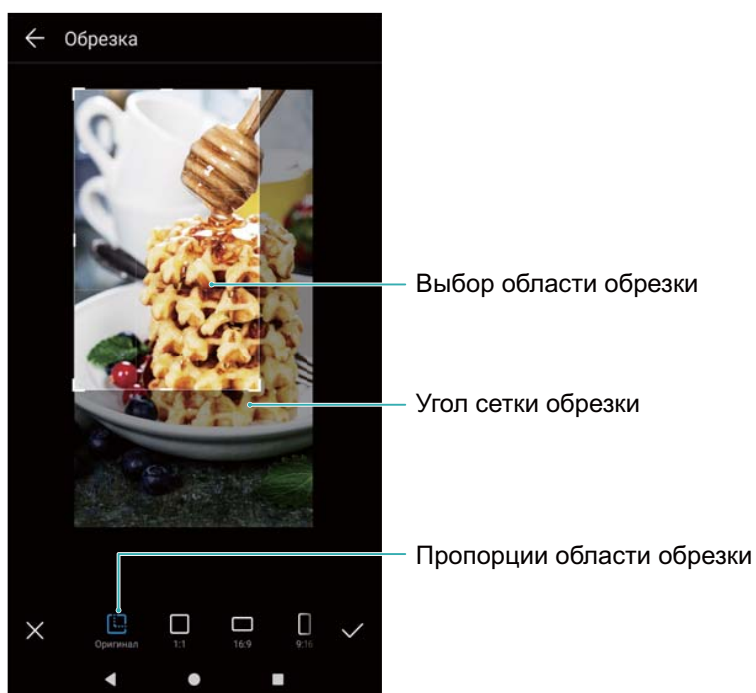 Обрезка
Выбор области обрезки
Угол сетки обрезки
Пропорции области обрезки
Оригинал
1:1
16:9
9:16